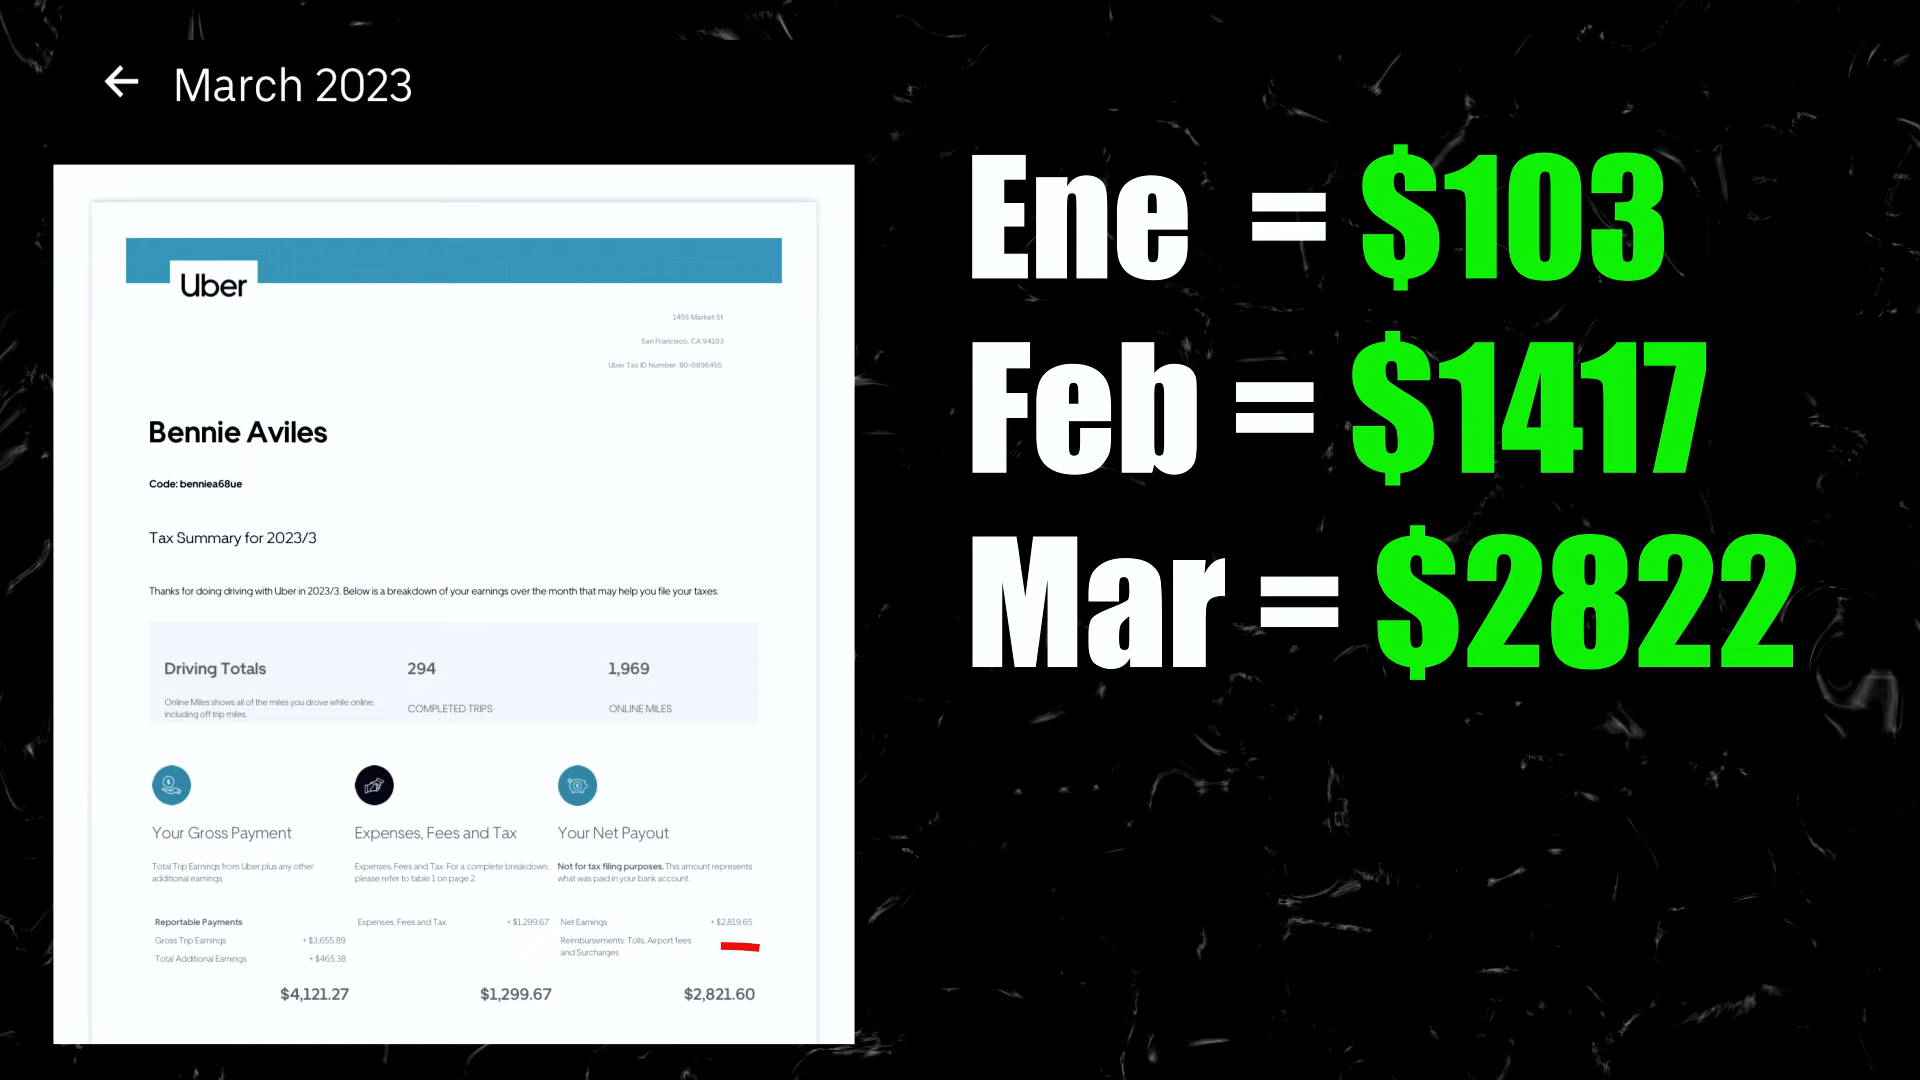 March 2023
Uber
1455 Market St
San Francisco, CA 94103
Uber Tax ID Number: 80-0896455
Bennie Aviles
Code: benniea68ue
Tax Summary for 2023/3
Thanks for doing driving with Uber in 2023/3. Below is a breakdown of your earnings over the month that may help you file your taxes.
Driving Totals
Online Miles shows all of the miles you drove while online,
including off trip miles.
294
COMPLETED TRIPS
1,969
ONLINE MILES
Your Gross Payment
Total Trip Earnings from Uber plus any other
additional earnings
Reportable Payments
Gross Trip Earnings + $3,655.89
Total Additional Earnings + $465.38
$4,121.27
Expenses, Fees and Tax
Expenses, Fees and Tax. For a complete breakdown,
please refer to table 1 on page 2
Expenses, Fees and Tax + $1,299.67
$1,299.67
Your Net Payout
Not for tax filing purposes. This amount represents
what was paid in your bank account.
Net Earnings + $2,819.65
Reimbursements: Tolls, Airport fees
and Surcharges
$2,821.60
Ene = $103
Feb = $1417
Mar = $2822